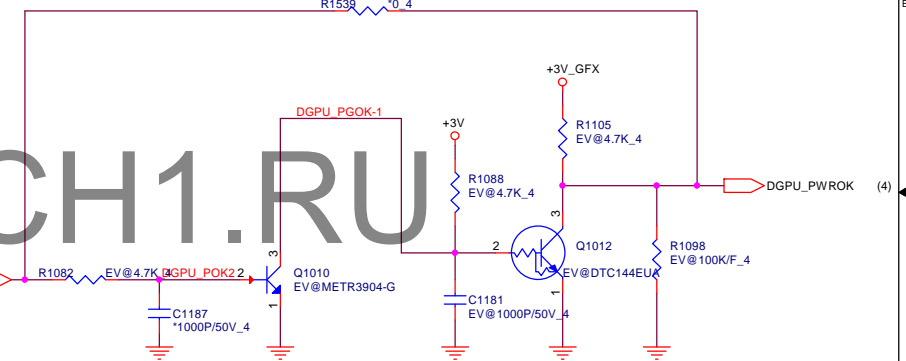 R1539 *0_4
+3V_GFX
DGPU_PGOK-1
+3V
R1105
EV@4.7K_4
R1088
EV@4.7K_4
DGPU_PWROK (4)
CH1.RU
3
3
2
Q1012
EV@DTC144EUA
R1098
EV@100K/F_4
R1082 EV@4.7K_4
DGPU_POK2 2
Q1010
EV@METR3904-G
1
1
C1187
*1000P/50V_4
C1181
EV@1000P/50V_4